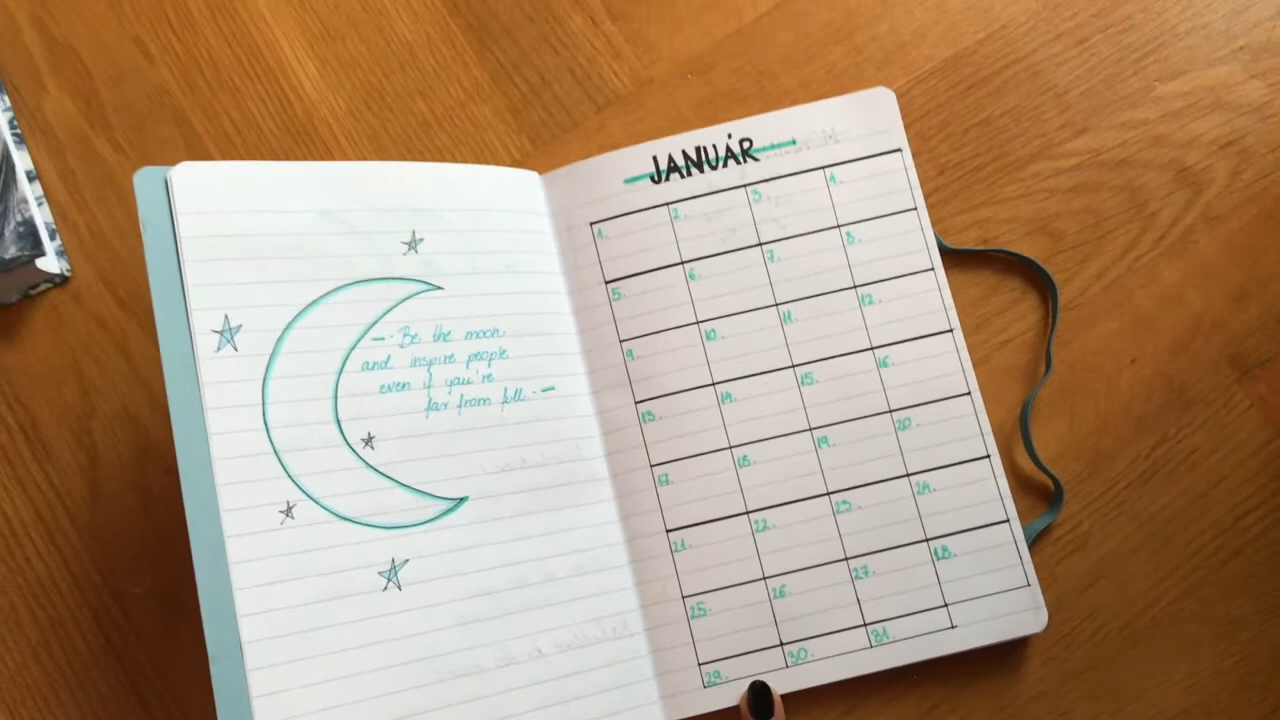 —. Be the moon
and inspire people
even if you're
far from full. —
JANUÁR
1. 2. 3. 4.
5. 6. 7. 8.
9. 10. 11. 12.
13. 14. 15. 16.
17. 18. 19. 20.
21. 22. 23. 24.
25. 26. 27. 28.
29. 30. 31.